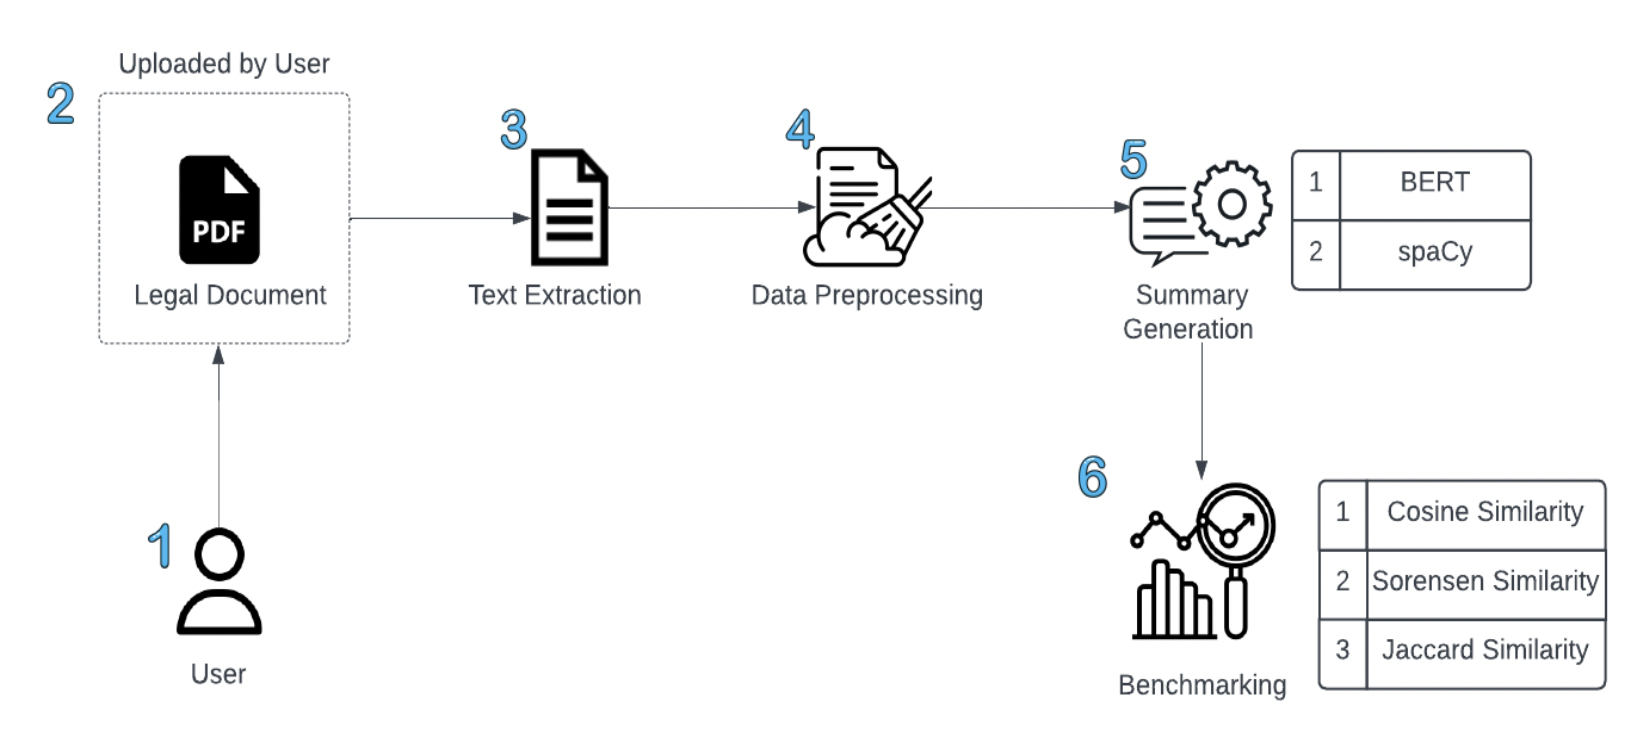 Uploaded by User
2
PDF
Legal Document
3
Text Extraction
4
Data Preprocessing
5
Summary
Generation
1 BERT
2 spaCy
1
User
6
Benchmarking
1 Cosine Similarity
2 Sorensen Similarity
3 Jaccard Similarity